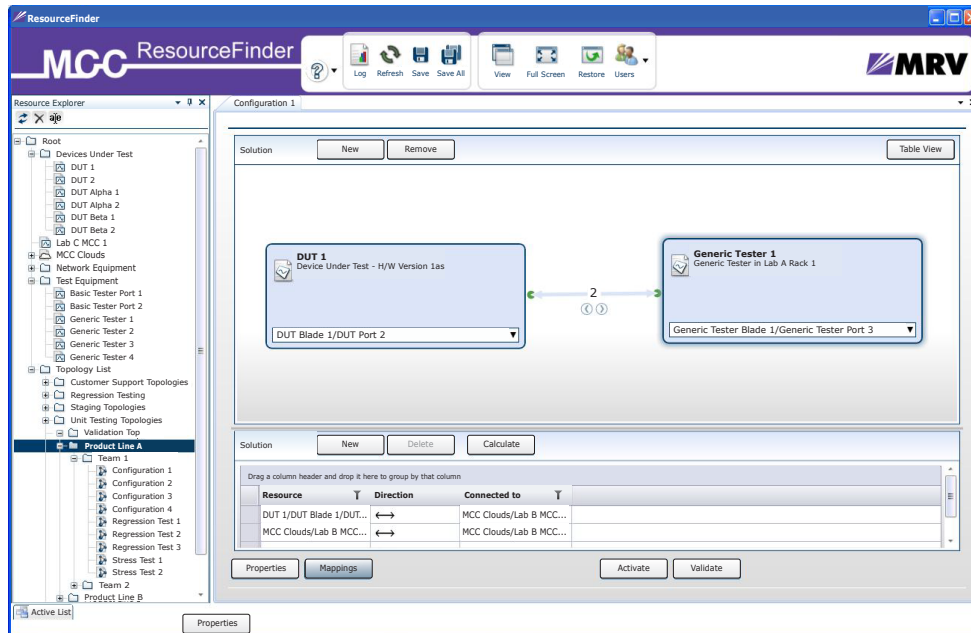 ResourceFinder
MCC ResourceFinder
Log Refresh Save Save All View Full Screen Restore Users
MRV
Resource Explorer
Configuration 1
Root
Devices Under Test
DUT 1
DUT 2
DUT Alpha 1
DUT Alpha 2
DUT Beta 1
DUT Beta 2
Lab C MCC 1
MCC Clouds
Network Equipment
Test Equipment
Basic Tester Port 1
Basic Tester Port 2
Generic Tester 1
Generic Tester 2
Generic Tester 3
Generic Tester 4
Topology List
Customer Support Topologies
Regression Testing
Staging Topologies
Unit Testing Topologies
Validation Top
Product Line A
Team 1
Configuration 1
Configuration 2
Configuration 3
Configuration 4
Regression Test 1
Regression Test 2
Regression Test 3
Stress Test 1
Stress Test 2
Team 2
Product Line B
Active List
Solution New Remove Table View
DUT 1
Device Under Test - H/W Version 1as
DUT Blade 1/DUT Port 2
2
Generic Tester 1
Generic Tester in Lab A Rack 1
Generic Tester Blade 1/Generic Tester Port 3
Solution New Delete Calculate
Drag a column header and drop it here to group by that column
Resource Direction Connected to
DUT 1/DUT Blade 1/DUT... MCC Clouds/Lab B MCC...
MCC Clouds/Lab B MCC... MCC Clouds/Lab B MCC...
Properties Mappings Activate Validate
Properties